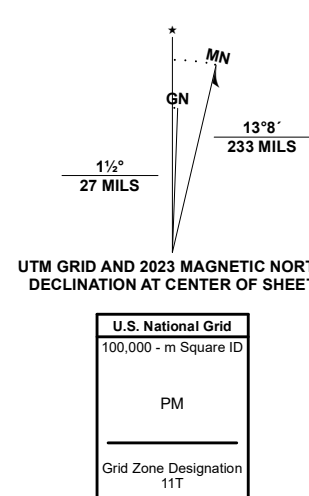 ★
MN
GN
13°8´
233 MILS
1½°
27 MILS
UTM GRID AND 2023 MAGNETIC NORT
DECLINATION AT CENTER OF SHEET
U.S. National Grid
100,000 - m Square ID
PM
Grid Zone Designation
11T